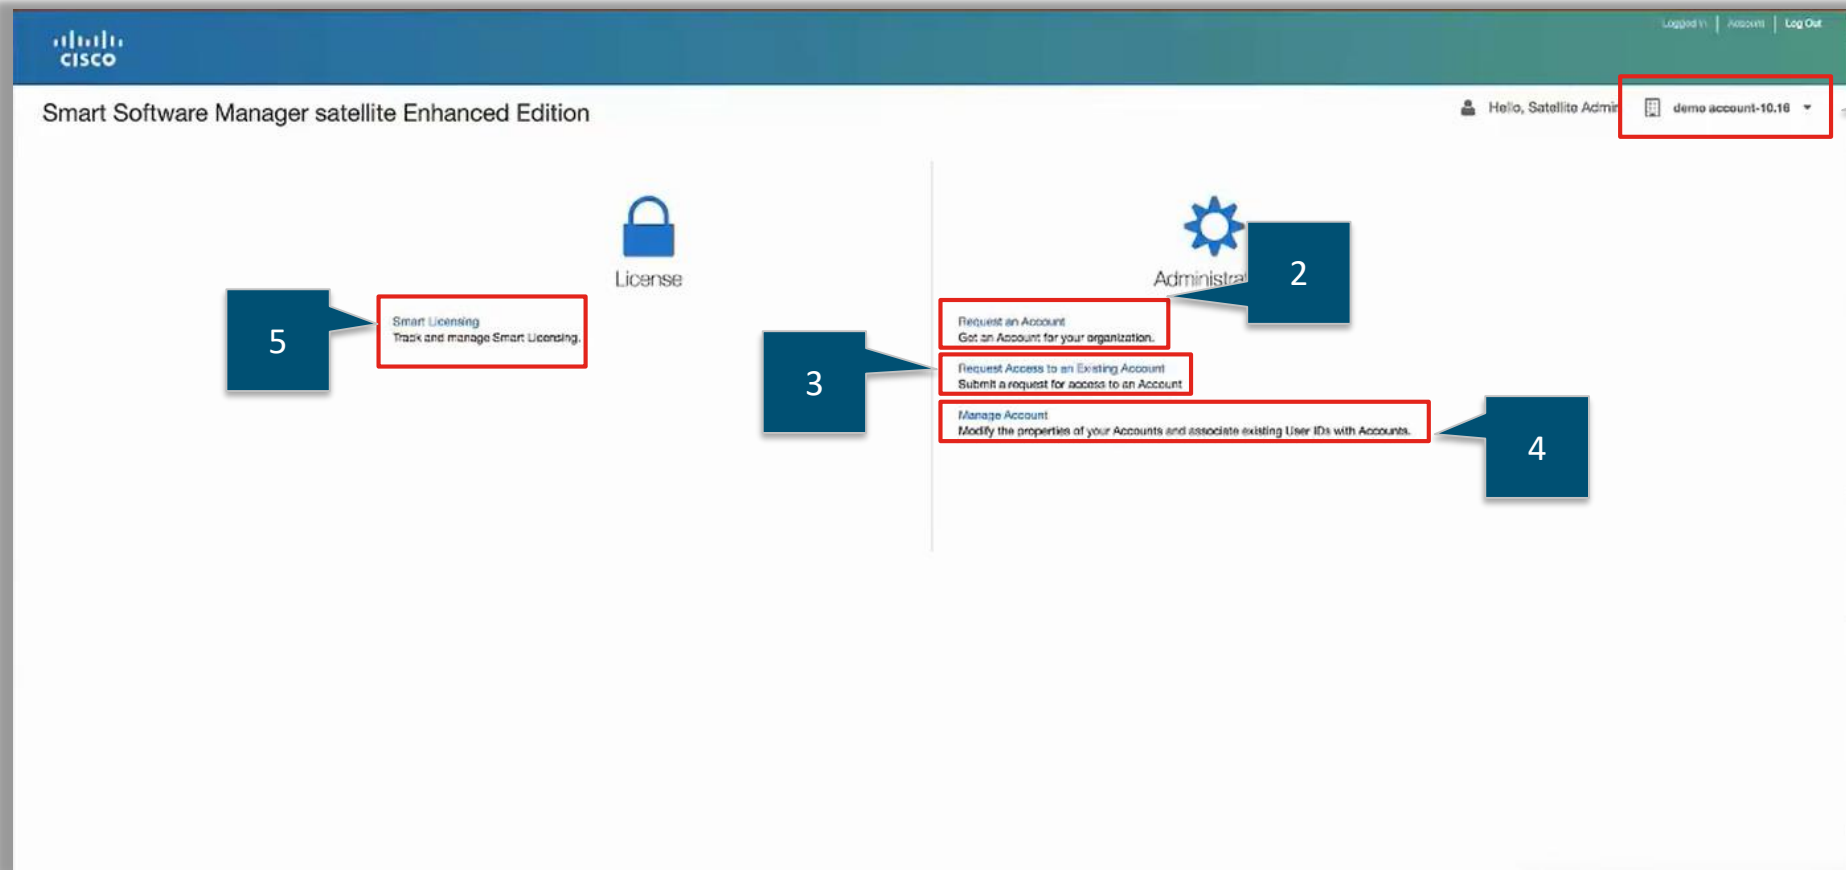 Logged in | Account | Log Out
CISCO
Smart Software Manager satellite Enhanced Edition
Hello, Satellite Admin
demo account-10.16
License
Administrat
2
5
Smart Licensing
Track and manage Smart Licensing.
Request an Account
Get an Account for your organization.
3
Request Access to an Existing Account
Submit a request for access to an Account
Manage Account
Modify the properties of your Accounts and associate existing User IDs with Accounts.
4